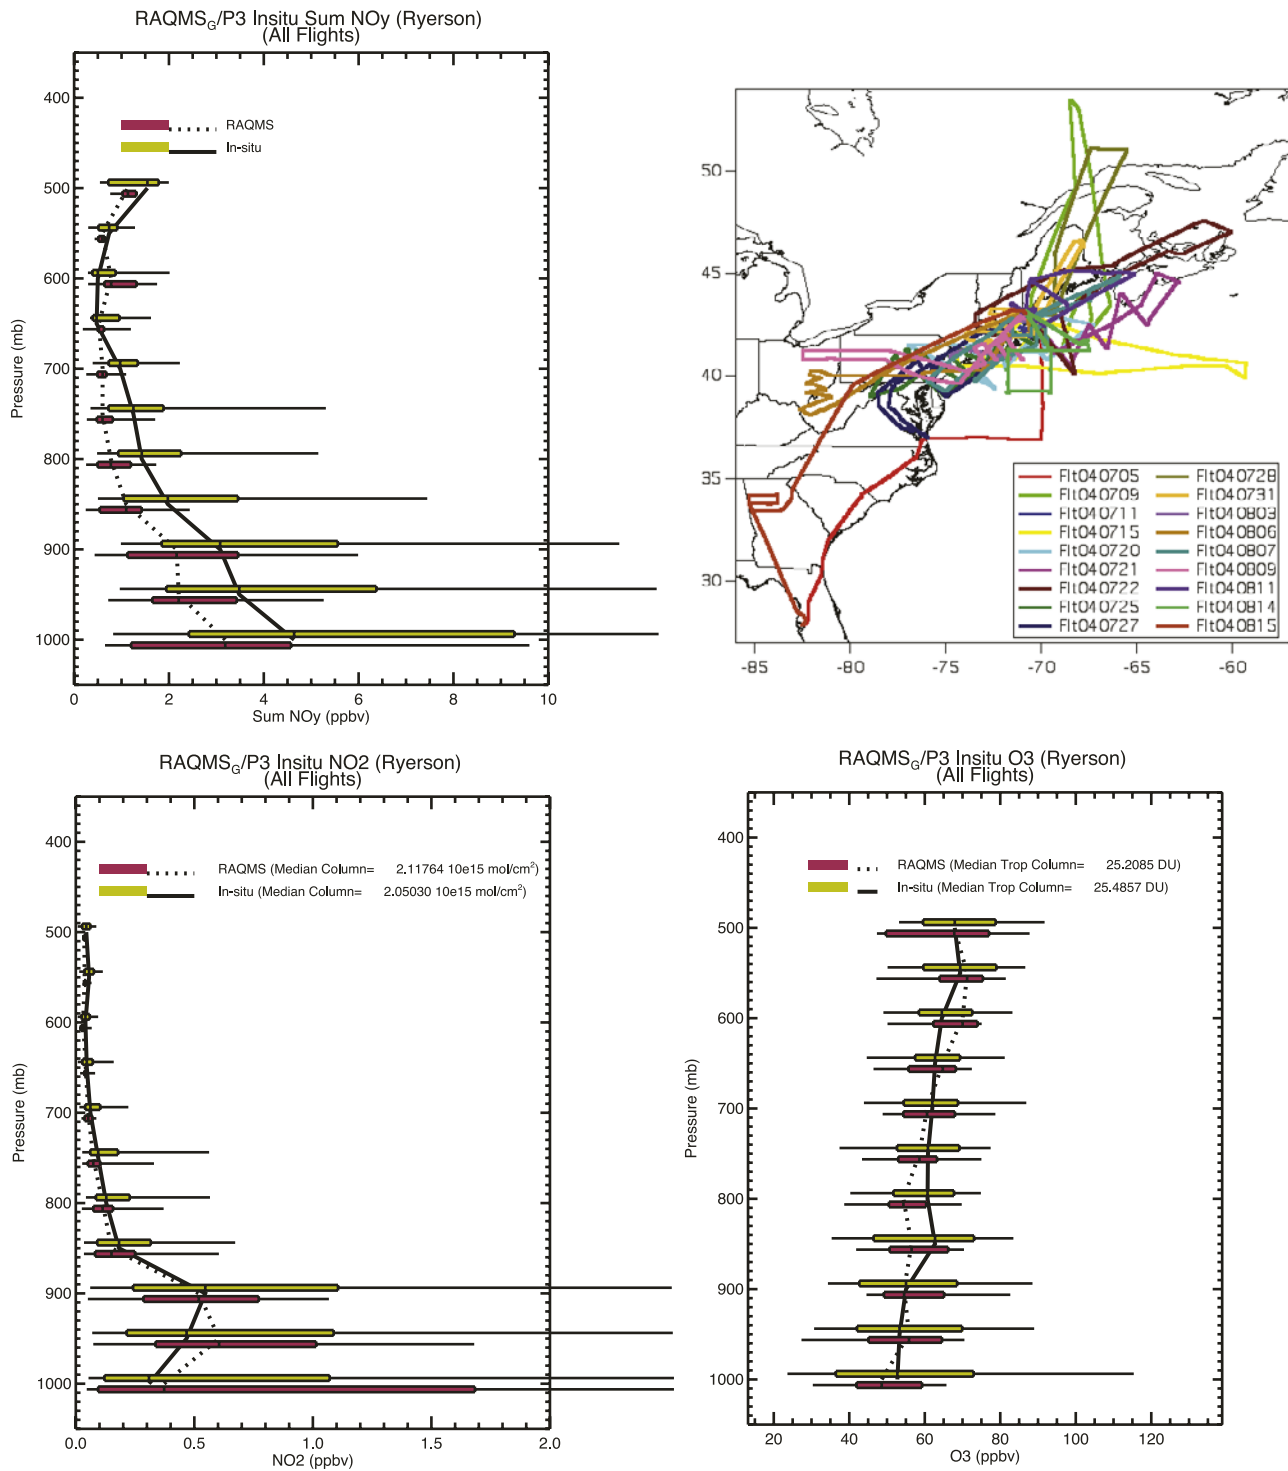 RAQMSG/P3 Insitu Sum NOy (Ryerson)
(All Flights)
400
500
600
700
800
900
1000
Pressure (mb)
RAQMS
In-situ
0 2 4 6 8 10
Sum NOy (ppbv)
50
45
40
35
30
-85 -80 -75 -70 -65 -60
Flt040705 Flt040728
Flt040709 Flt040731
Flt040711 Flt040803
Flt040715 Flt040806
Flt040720 Flt040807
Flt040721 Flt040809
Flt040722 Flt040811
Flt040725 Flt040814
Flt040727 Flt040815
RAQMSG/P3 Insitu NO2 (Ryerson)
(All Flights)
400
500
600
700
800
900
1000
Pressure (mb)
RAQMS (Median Column= 2.11764 10e15 mol/cm²)
In-situ (Median Column= 2.05030 10e15 mol/cm²)
0.0 0.5 1.0 1.5 2.0
NO2 (ppbv)
RAQMSG/P3 Insitu O3 (Ryerson)
(All Flights)
400
500
600
700
800
900
1000
Pressure (mb)
RAQMS (Median Trop Column= 25.2085 DU)
In-situ (Median Trop Column= 25.4857 DU)
20 40 60 80 100 120
O3 (ppbv)